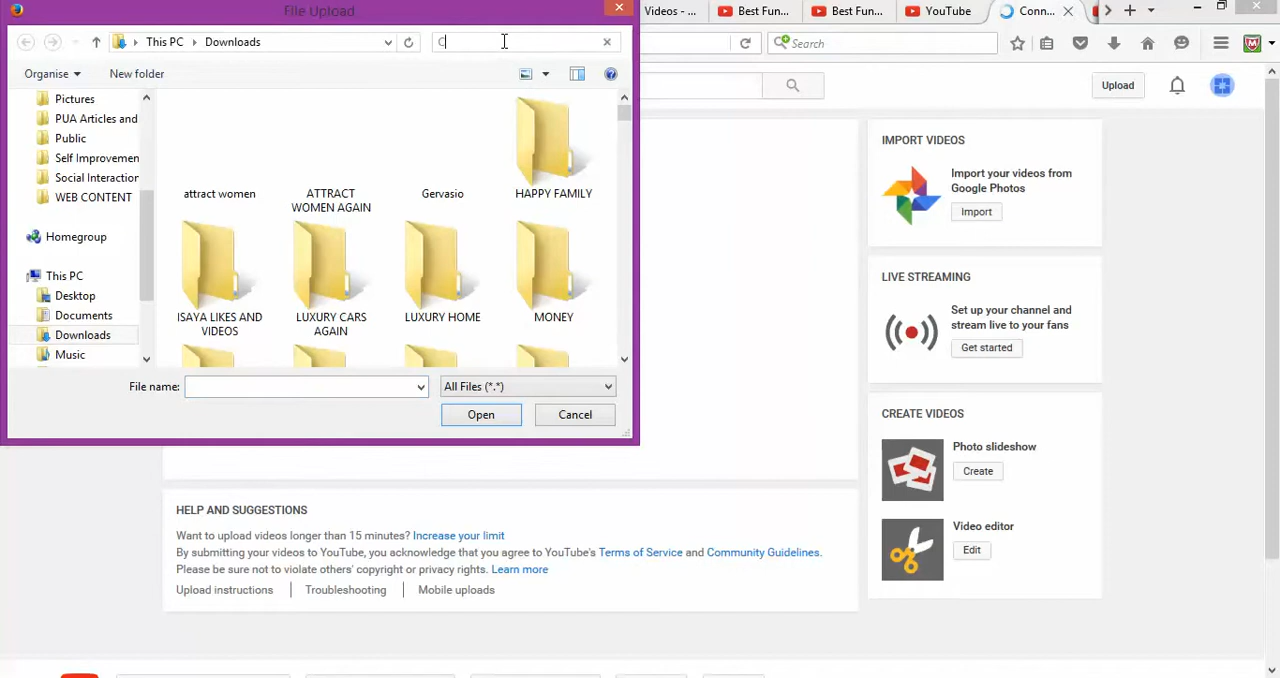 File Upload
Videos - ...
Best Fun...
Best Fun...
YouTube
Conn...
This PC
Downloads
C
Search
Organise
New folder
Upload
Pictures
PUA Articles and
Public
Self Improvemen
Social Interaction
WEB CONTENT
Homegroup
This PC
Desktop
Documents
Downloads
Music
attract women
ATTRACT
WOMEN AGAIN
Gervasio
HAPPY FAMILY
ISAYA LIKES AND
VIDEOS
LUXURY CARS
AGAIN
LUXURY HOME
MONEY
File name:
All Files (*.*)
Open
Cancel
IMPORT VIDEOS
Import your videos from
Google Photos
Import
LIVE STREAMING
Set up your channel and
stream live to your fans
Get started
CREATE VIDEOS
Photo slideshow
Create
Video editor
Edit
HELP AND SUGGESTIONS
Want to upload videos longer than 15 minutes? Increase your limit
By submitting your videos to YouTube, you acknowledge that you agree to YouTube's Terms of Service and Community Guidelines.
Please be sure not to violate others' copyright or privacy rights. Learn more
Upload instructions
Troubleshooting
Mobile uploads